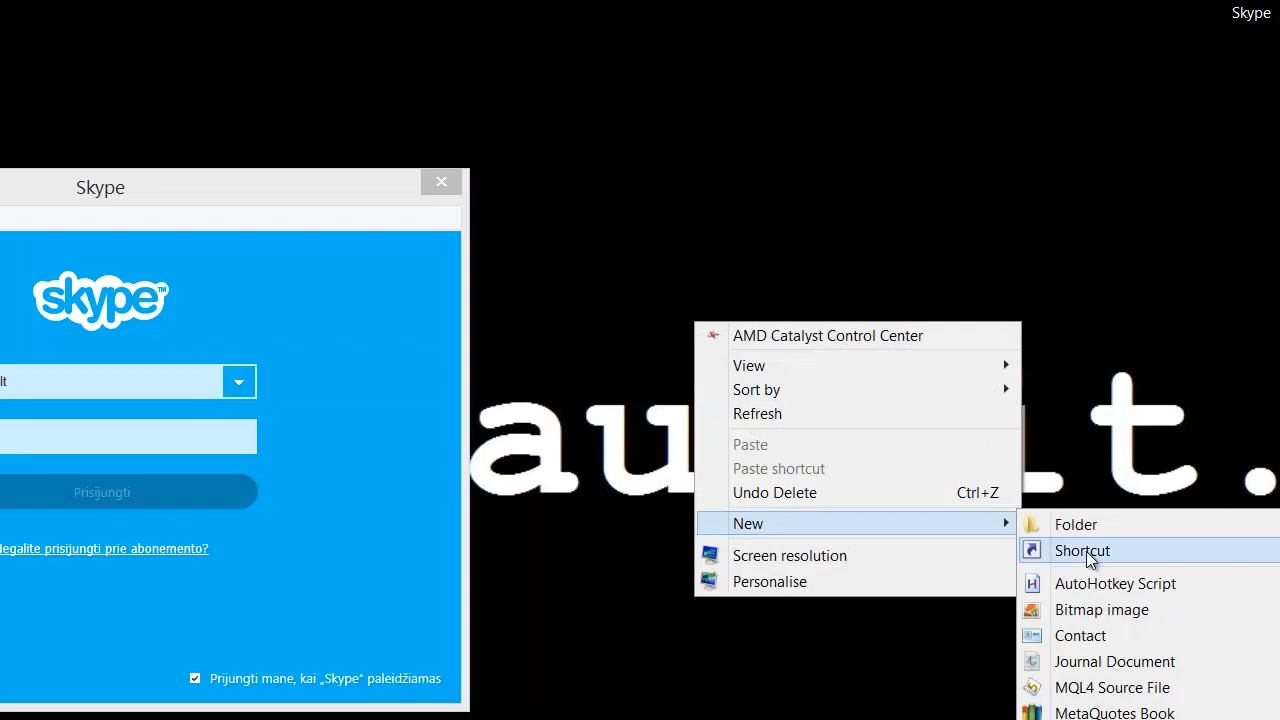 Skype
Skype
skype™
lt
Prisijungti
Negalite prisijungti prie abonemento?
Prijungti mane, kai „Skype“ paleidžiamas
au
t.
AMD Catalyst Control Center
View
Sort by
Refresh
Paste
Paste shortcut
Undo Delete Ctrl+Z
New
Screen resolution
Personalise
Folder
Shortcut
AutoHotkey Script
Bitmap image
Contact
Journal Document
MQL4 Source File
MetaQuotes Book